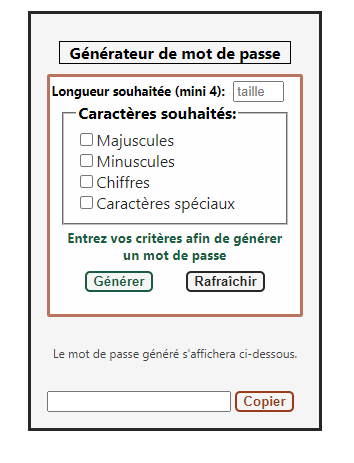 Générateur de mot de passe
Longueur souhaitée (mini 4): taille
Caractères souhaités:
Majuscules
Minuscules
Chiffres
Caractères spéciaux
Entrez vos critères afin de générer
un mot de passe
Générer Rafraîchir
Le mot de passe généré s'affichera ci-dessous.
Copier